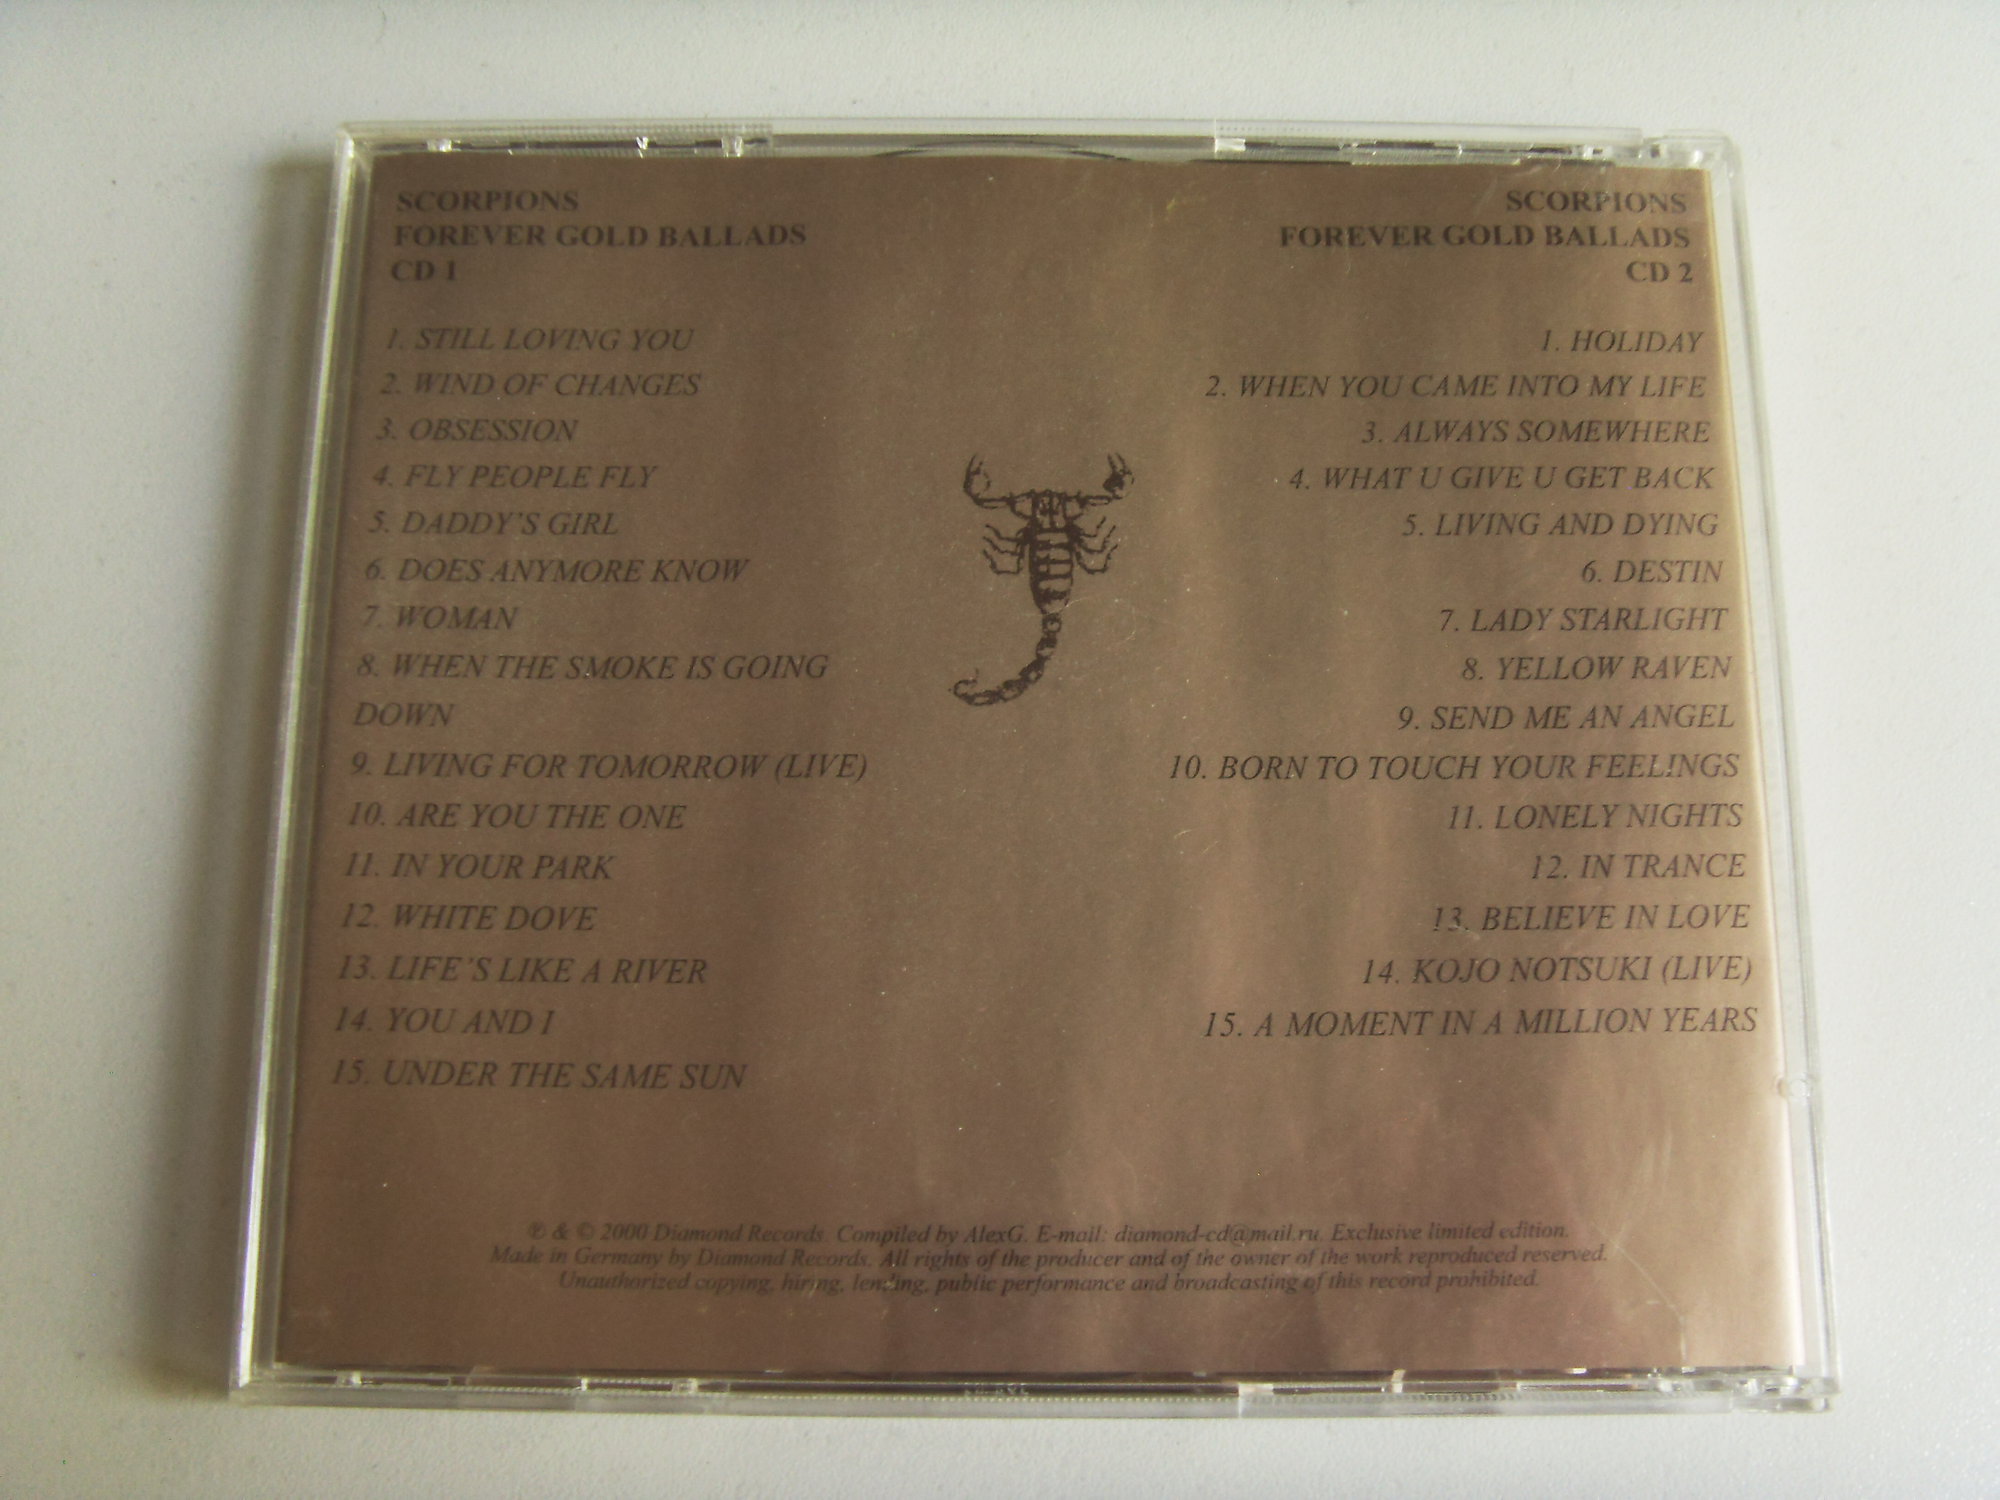 SCORPIONS
FOREVER GOLD BALLADS
CD 1
1. STILL LOVING YOU
2. WIND OF CHANGES
3. OBSESSION
4. FLY PEOPLE FLY
5. DADDY'S GIRL
6. DOES ANYMORE KNOW
7. WOMAN
8. WHEN THE SMOKE IS GOING
DOWN
9. LIVING FOR TOMORROW (LIVE)
10. ARE YOU THE ONE
11. IN YOUR PARK
12. WHITE DOVE
13. LIFE'S LIKE A RIVER
14. YOU AND I
15. UNDER THE SAME SUN
SCORPIONS
FOREVER GOLD BALLADS
CD 2
1. HOLIDAY
2. WHEN YOU CAME INTO MY LIFE
3. ALWAYS SOMEWHERE
4. WHAT U GIVE U GET BACK
5. LIVING AND DYING
6. DESTIN
7. LADY STARLIGHT
8. YELLOW RAVEN
9. SEND ME AN ANGEL
10. BORN TO TOUCH YOUR FEELINGS
11. LONELY NIGHTS
12. IN TRANCE
13. BELIEVE IN LOVE
14. KOJO NOTSUKI (LIVE)
15. A MOMENT IN A MILLION YEARS
℗ & © 2000 Diamond Records. Compiled by AlexG. E-mail: diamond-cd@mail.ru. Exclusive limited edition.
Made in Germany by Diamond Records. All rights of the producer and of the owner of the work reproduced reserved.
Unauthorized copying, hiring, lending, public performance and broadcasting of this record prohibited.